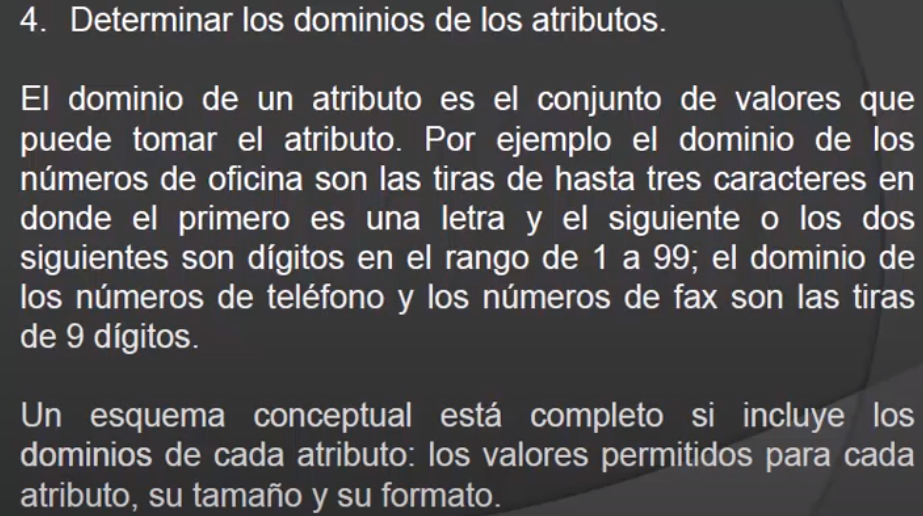 4. Determinar los dominios de los atributos.
El dominio de un atributo es el conjunto de valores que
puede tomar el atributo. Por ejemplo el dominio de los
números de oficina son las tiras de hasta tres caracteres en
donde el primero es una letra y el siguiente o los dos
siguientes son dígitos en el rango de 1 a 99; el dominio de
los números de teléfono y los números de fax son las tiras
de 9 dígitos.
Un esquema conceptual está completo si incluye los
dominios de cada atributo: los valores permitidos para cada
atributo, su tamaño y su formato.